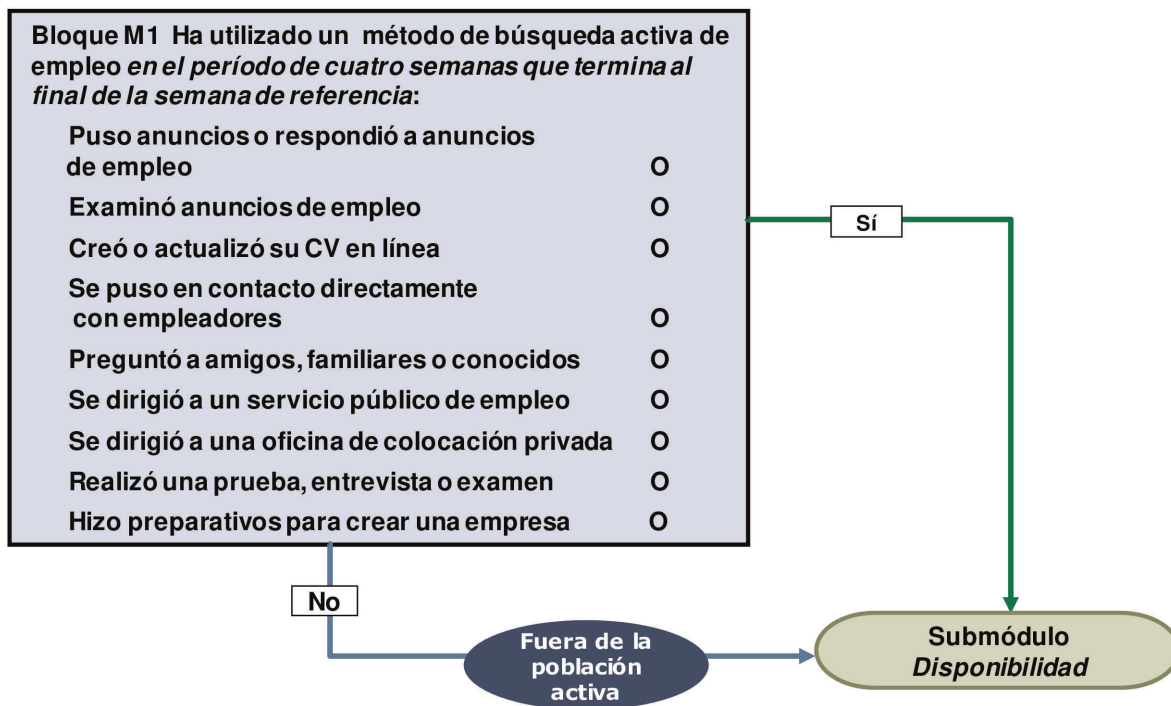 Bloque M1 Ha utilizado un método de búsqueda activa de
empleo en el período de cuatro semanas que termina al
final de la semana de referencia:
Puso anuncios o respondió a anuncios
de empleo O
Examinó anuncios de empleo O
Creó o actualizó su CV en línea O
Se puso en contacto directamente
con empleadores O
Preguntó a amigos, familiares o conocidos O
Se dirigió a un servicio público de empleo O
Se dirigió a una oficina de colocación privada O
Realizó una prueba, entrevista o examen O
Hizo preparativos para crear una empresa O
Sí
No
Fuera de la
población
activa
Submódulo
Disponibilidad